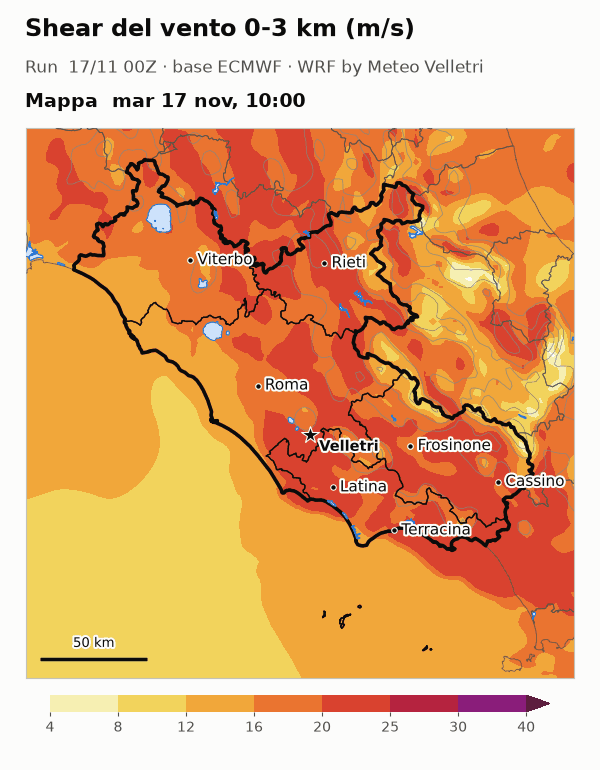 Shear del vento 0-3 km (m/s)
Run  17/11 00Z · base ECMWF · WRF by Meteo Velletri
Mappa  mar 17 nov, 10:00
Viterbo
Rieti
Roma
Velletri
Frosinone
Latina
Cassino
Terracina
50 km
4 8 12 16 20 25 30 40